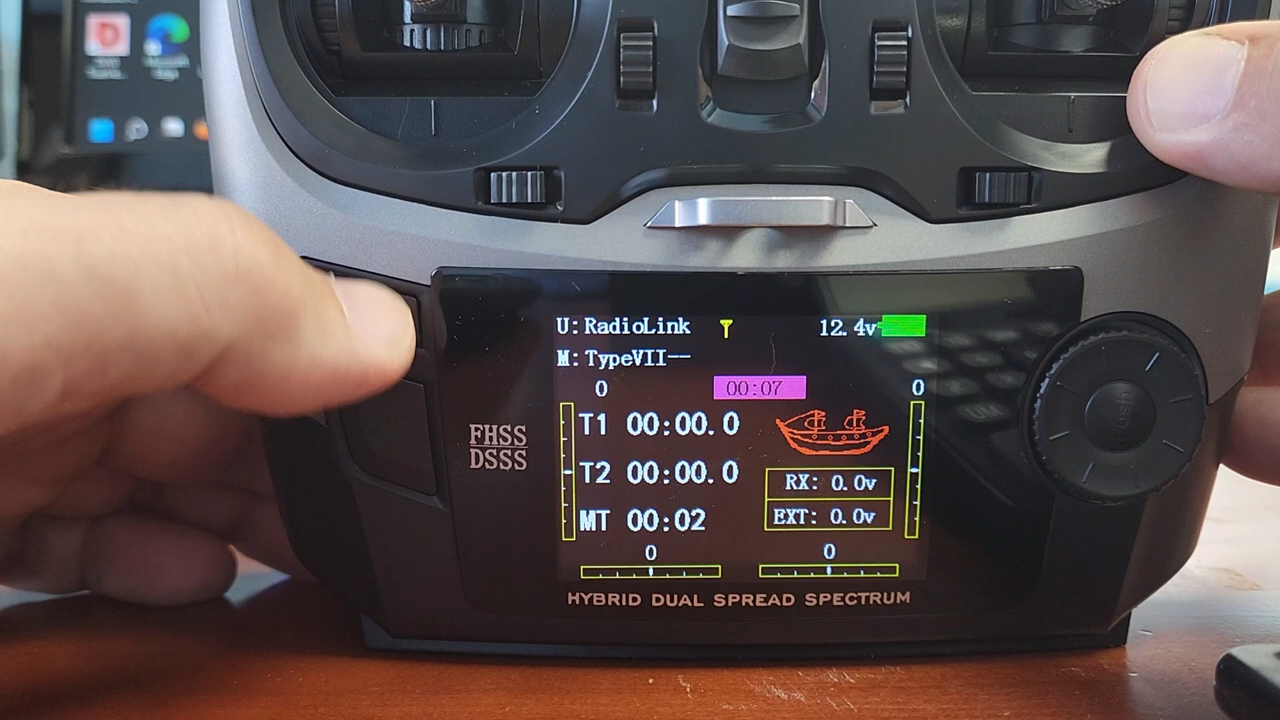 U: RadioLink 12.4v
M: TypeVII--
0 00:07 0
T1 00:00.0
T2 00:00.0
RX: 0.0v
MT 00:02
EXT: 0.0v
0 0
FHSS
DSSS
HYBRID DUAL SPREAD SPECTRUM
PUSH